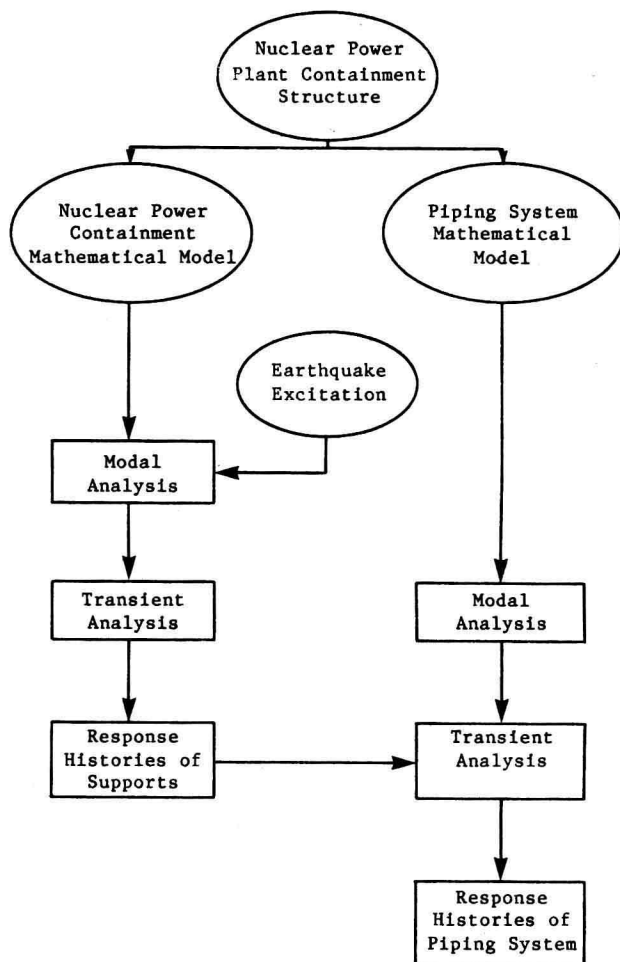 Nuclear Power
Plant Containment
Structure
Nuclear Power
Containment
Mathematical Model
Piping System
Mathematical
Model
Earthquake
Excitation
Modal
Analysis
Transient
Analysis
Modal
Analysis
Response
Histories of
Supports
Transient
Analysis
Response
Histories of
Piping System